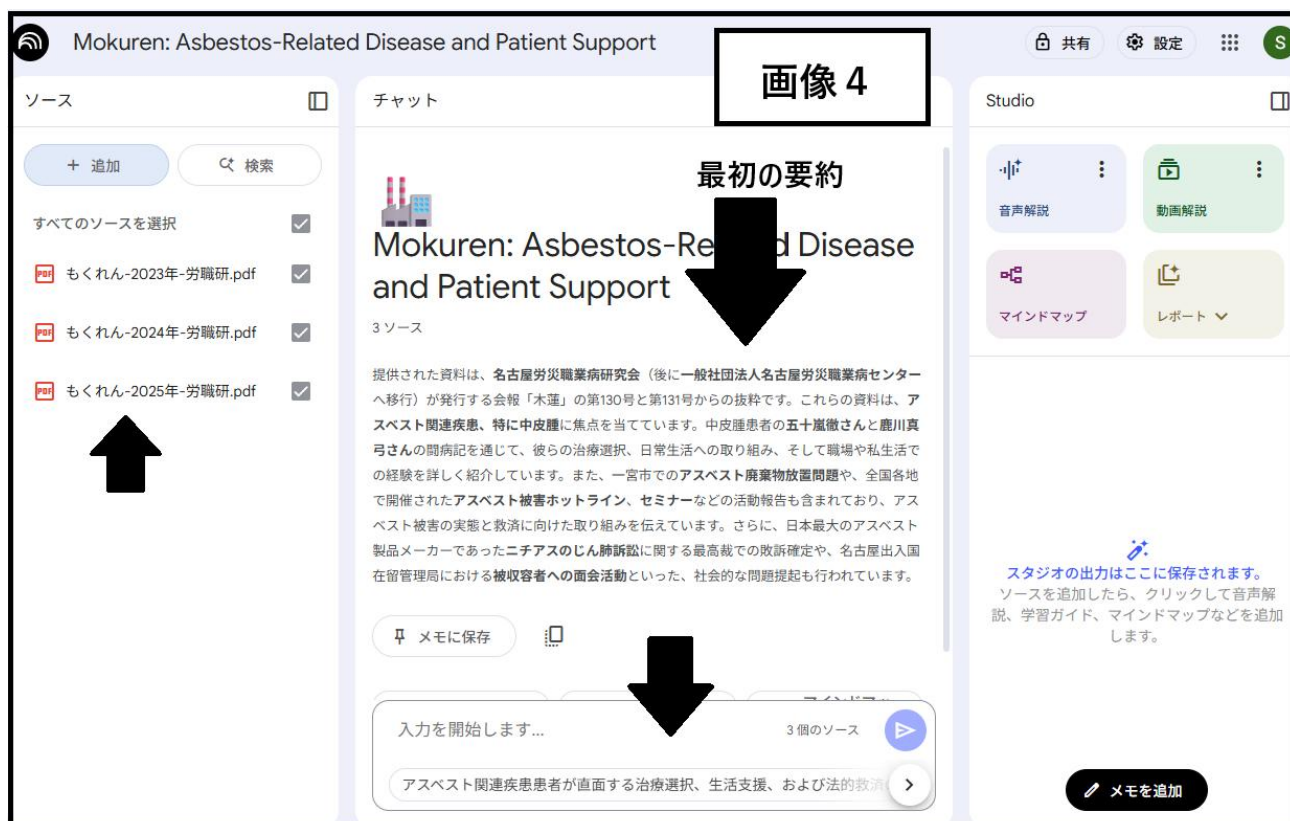 Mokuren: Asbestos-Related Disease and Patient Support
共有
設定
S
画像４
ソース
追加
検索
すべてのソースを選択
PDF もくれん-2023年-労職研.pdf
PDF もくれん-2024年-労職研.pdf
PDF もくれん-2025年-労職研.pdf
チャット
最初の要約
Mokuren: Asbestos-Re d Disease
and Patient Support
3 ソース
提供された資料は、名古屋労災職業病研究会（後に一般社団法人名古屋労災職業病センター
へ移行）が発行する会報「木蓮」の第130号と第131号からの抜粋です。これらの資料は、ア
スベスト関連疾患、特に中皮腫に焦点を当てています。中皮腫患者の五十嵐徹さんと鹿川真
弓さんの闘病記を通じて、彼らの治療選択、日常生活への取り組み、そして職場や私生活で
の経験を詳しく紹介しています。また、一宮市でのアスベスト廃棄物放置問題や、全国各地
で開催されたアスベスト被害ホットライン、セミナーなどの活動報告も含まれており、アス
ベスト被害の実態と救済に向けた取り組みを伝えています。さらに、日本最大のアスベスト
製品メーカーであったニチアスのじん肺訴訟に関する最高裁での敗訴確定や、名古屋出入国
在留管理局における被収容者への面会活動といった、社会的な問題提起も行われています。
メモに保存
入力を開始します...
3 個のソース
アスベスト関連疾患患者が直面する治療選択、生活支援、および法的救済
Studio
音声解説
動画解説
マインドマップ
レポート
スタジオの出力はここに保存されます。
ソースを追加したら、クリックして音声解
説、学習ガイド、マインドマップなどを追加
します。
メモを追加